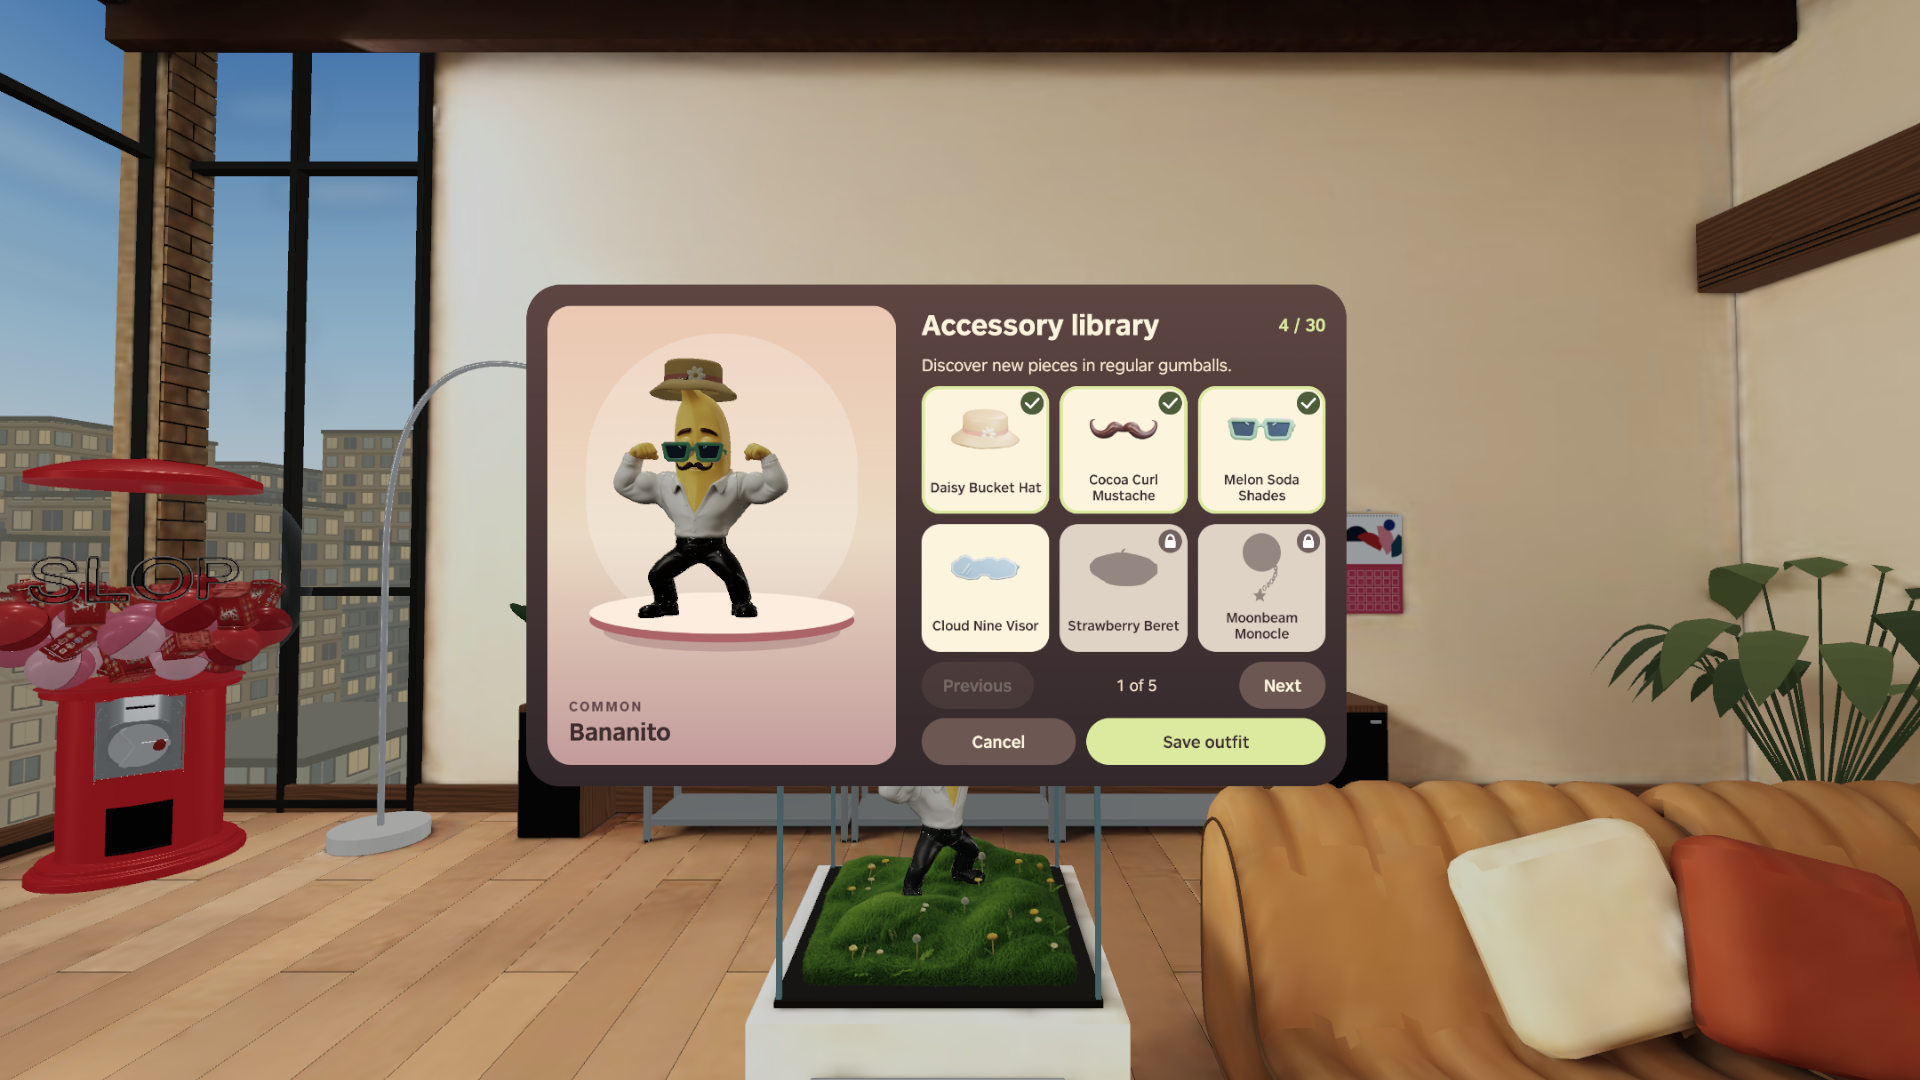 SLOP
Accessory library
4 / 30
Discover new pieces in regular gumballs.
Daisy Bucket Hat
Cocoa Curl
Mustache
Melon Soda
Shades
Cloud Nine Visor
Strawberry Beret
Moonbeam
Monocle
Previous
1 of 5
Next
COMMON
Bananito
Cancel
Save outfit